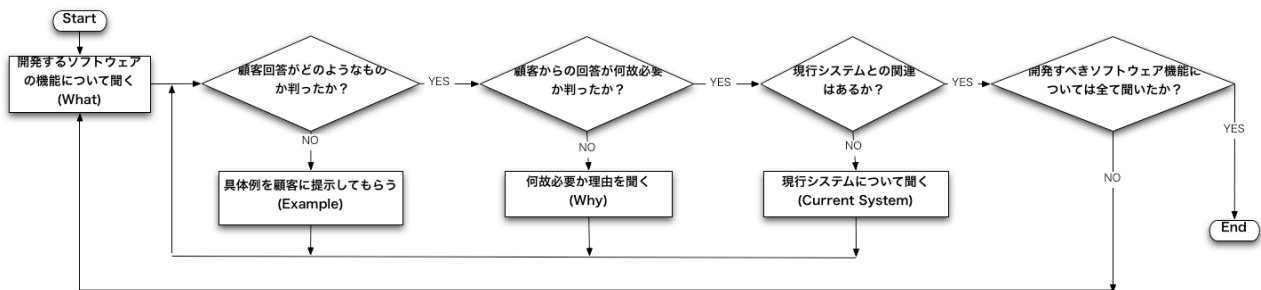 Start
開発するソフトウェア
の機能について聞く
(What)
顧客回答がどのようなもの
か判ったか？
YES
NO
具体例を顧客に提示してもらう
(Example)
顧客からの回答が何故必要
か判ったか？
YES
NO
何故必要か理由を聞く
(Why)
現行システムとの関連
はあるか？
YES
NO
現行システムについて聞く
(Current System)
開発すべきソフトウェア機能に
ついては全て聞いたか？
YES
NO
End